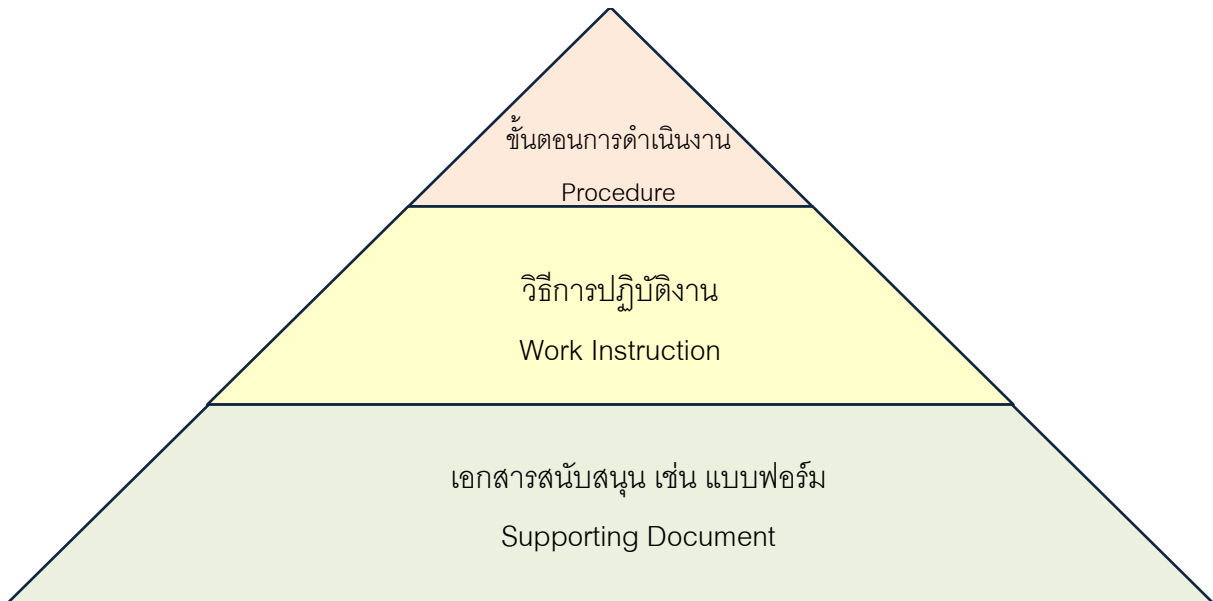 ขั้นตอนการดำเนินงาน
Procedure
วิธีการปฏิบัติงาน
Work Instruction
เอกสารสนับสนุน เช่น แบบฟอร์ม
Supporting Document